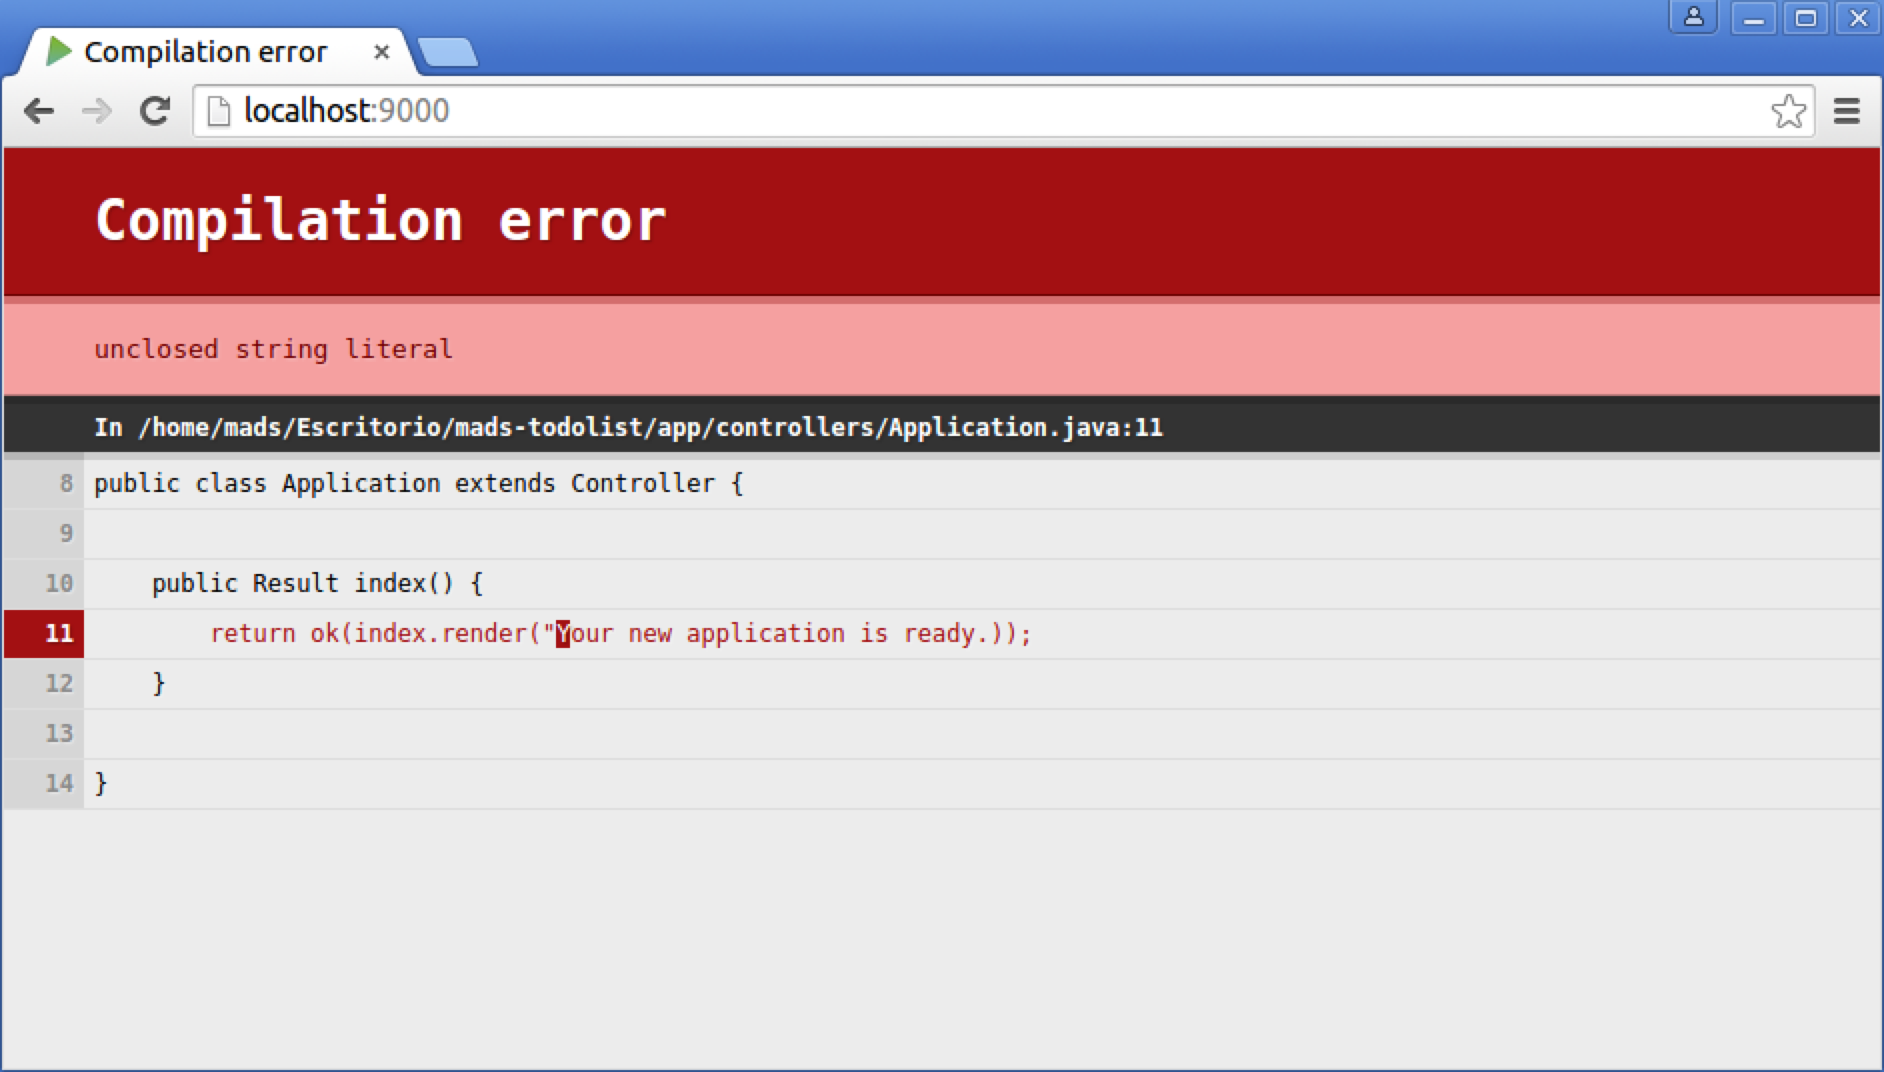 Compilation error
localhost:9000
Compilation error
unclosed string literal
In /home/mads/Escritorio/mads-todolist/app/controllers/Application.java:11
8 public class Application extends Controller {
9
10     public Result index() {
11         return ok(index.render("Your new application is ready.));
12     }
13
14 }